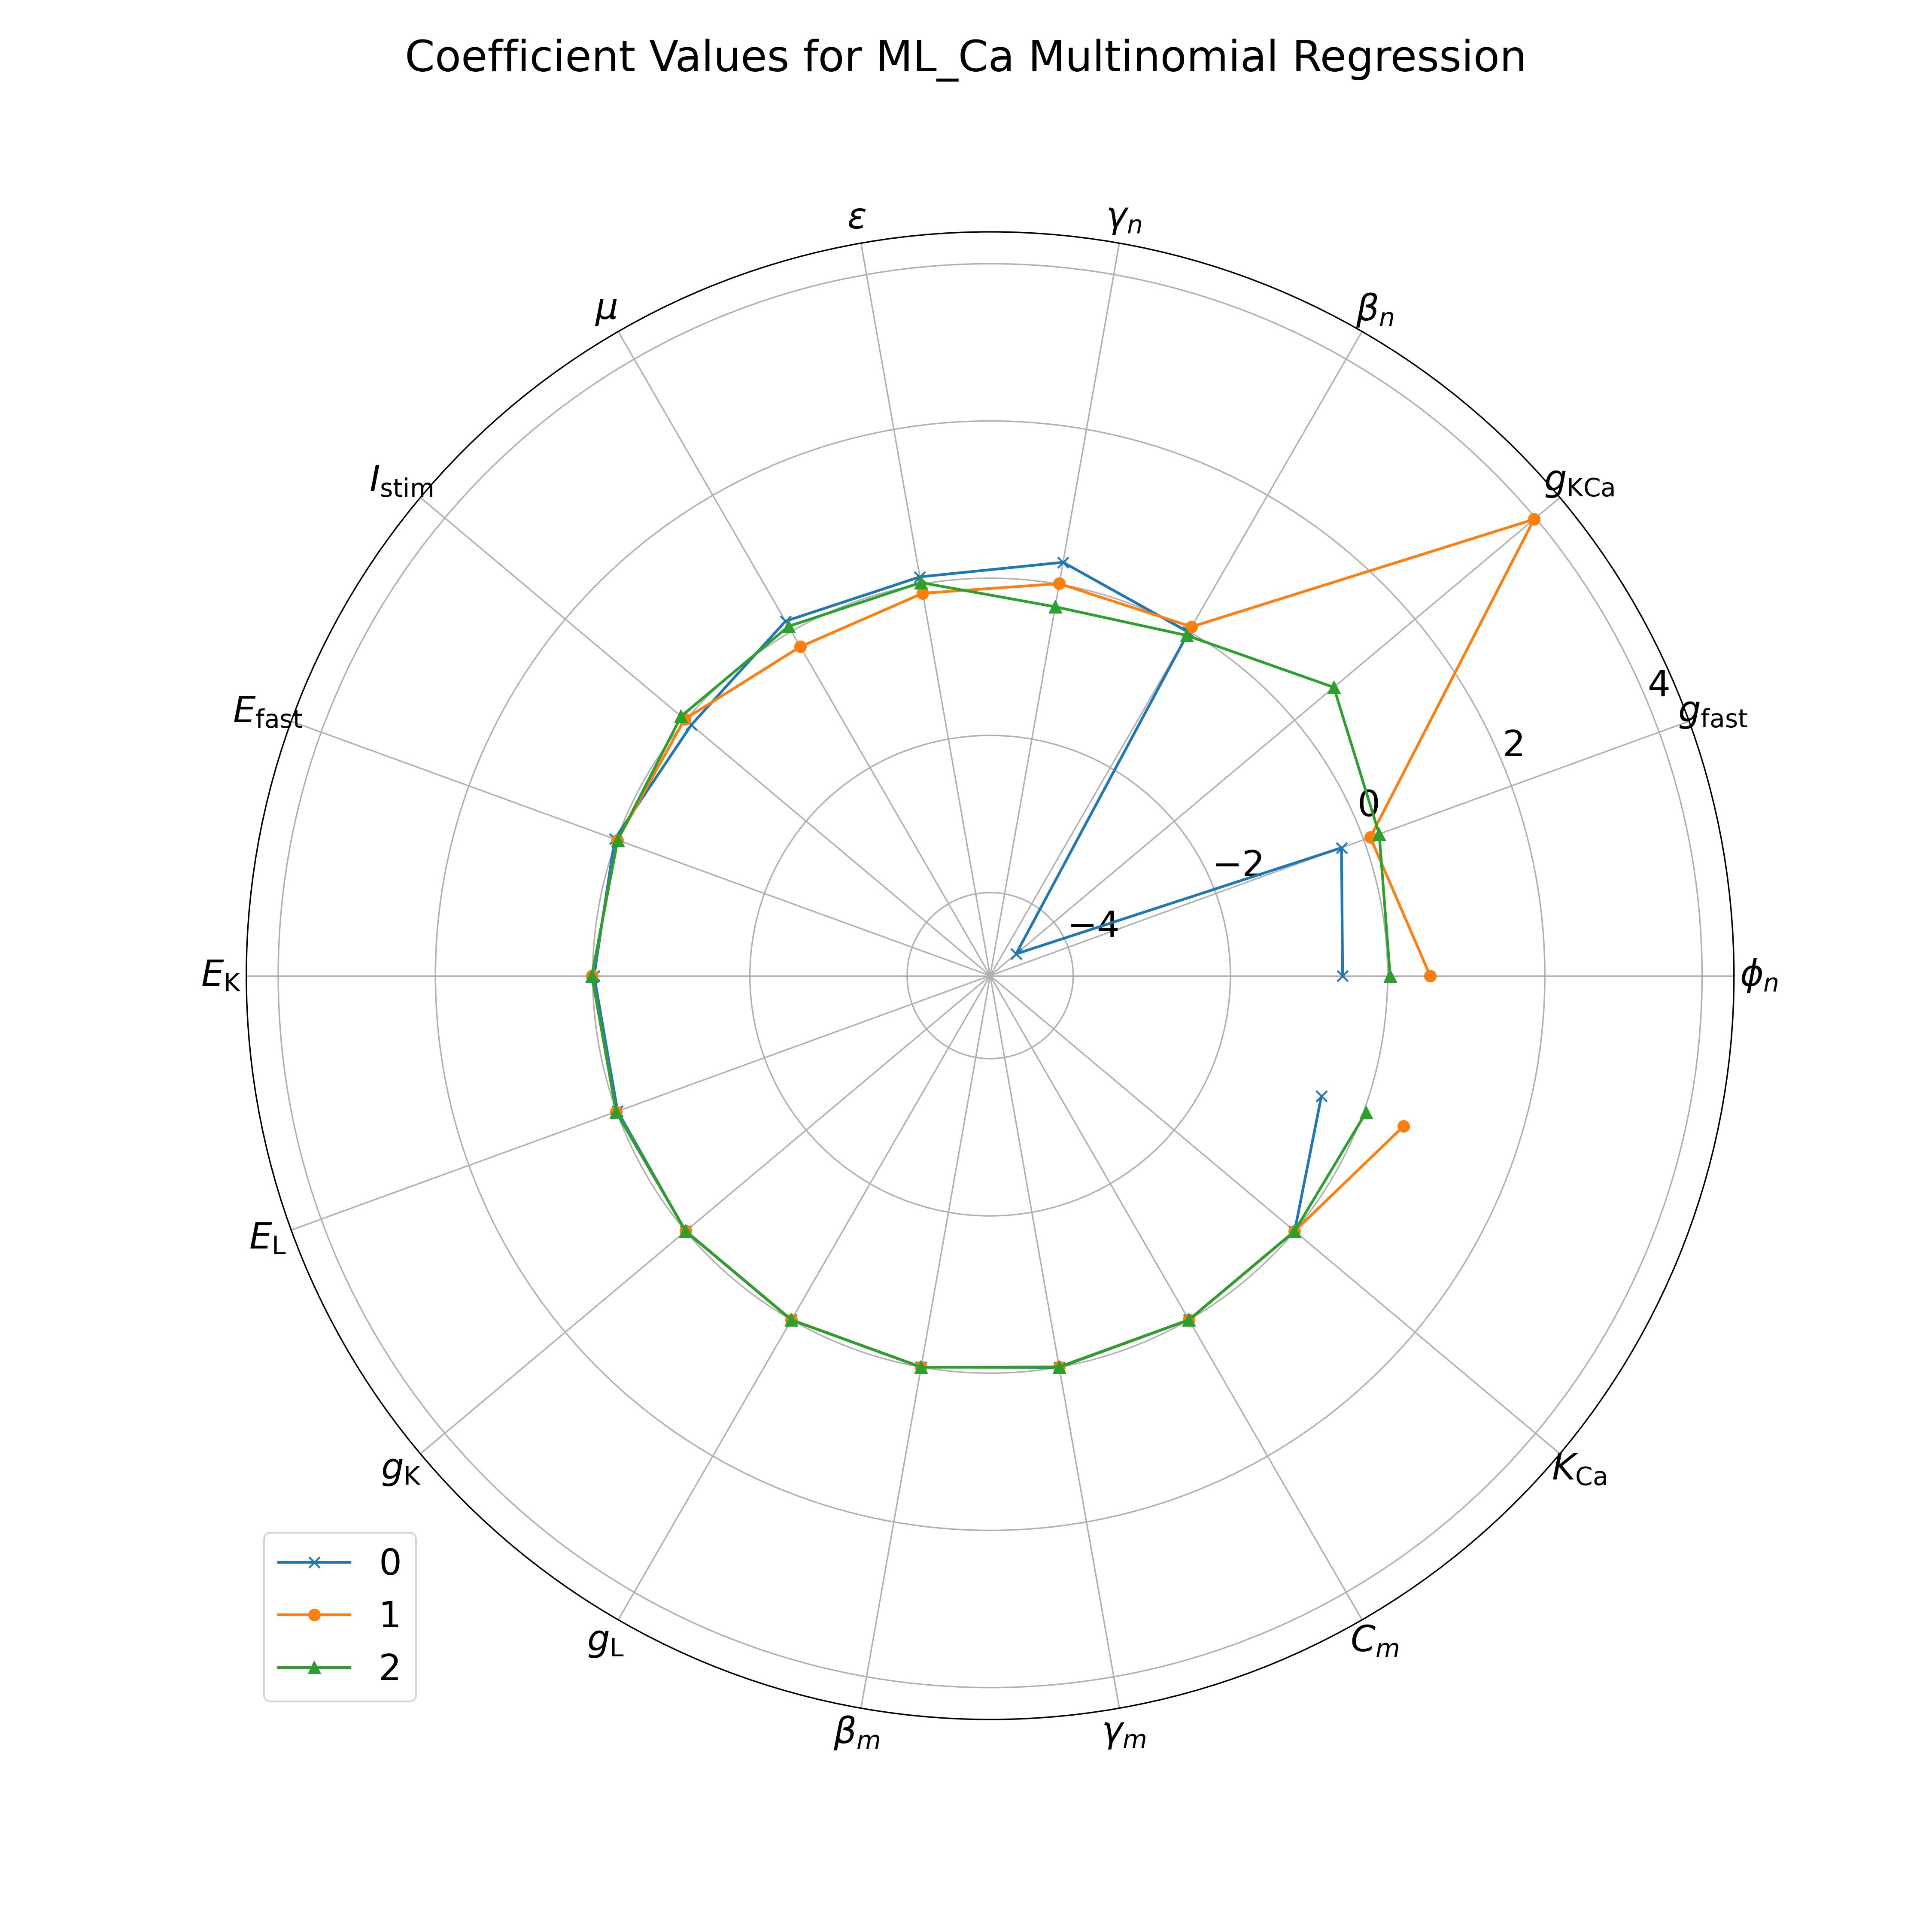 Coefficient Values for ML_Ca Multinomial Regression
ε
γn
μ
βn
Istim
gKCa
Efast
4
gfast
2
0
−2
−4
EK
ϕn
EL
gK
KCa
gL
Cm
βm
γm
0
1
2